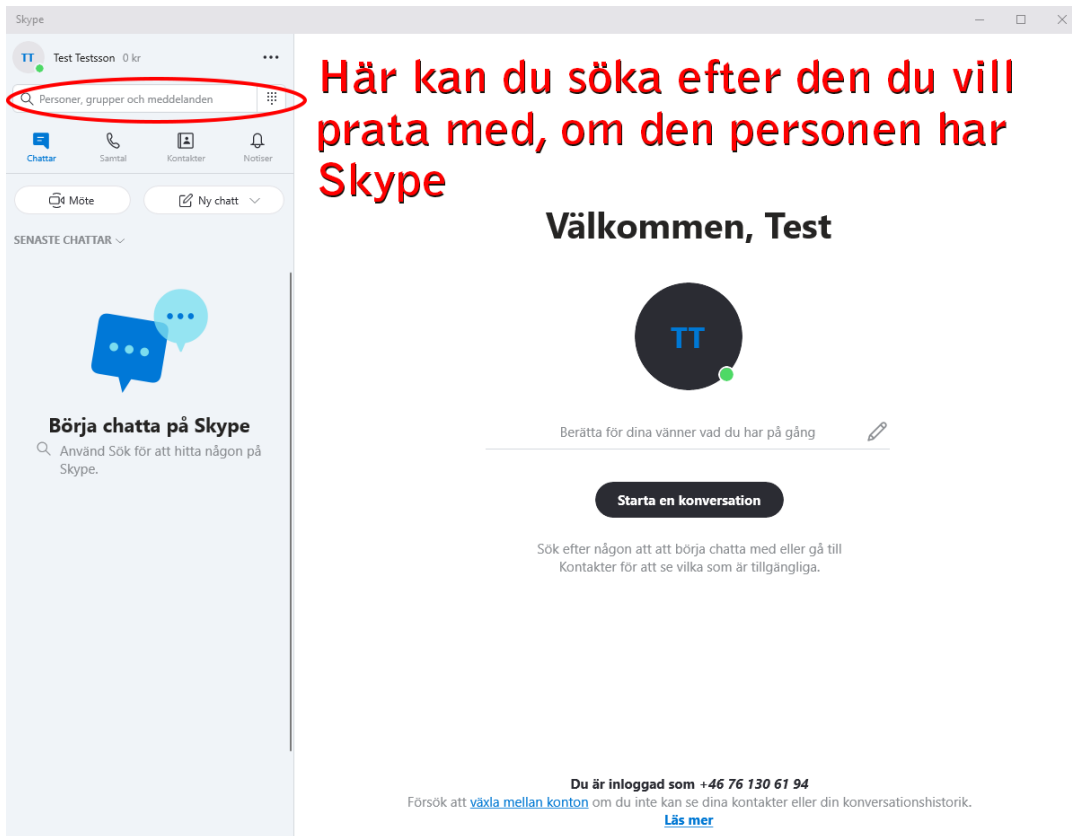 Skype
TT Test Testsson 0 kr
Personer, grupper och meddelanden
Chattar Samtal Kontakter Notiser
Möte Ny chatt
SENASTE CHATTAR
Börja chatta på Skype
Använd Sök för att hitta någon på
Skype.
Här kan du söka efter den du vill
prata med, om den personen har
Skype
Välkommen, Test
TT
Berätta för dina vänner vad du har på gång
Starta en konversation
Sök efter någon att att börja chatta med eller gå till
Kontakter för att se vilka som är tillgängliga.
Du är inloggad som +46 76 130 61 94
Försök att växla mellan konton om du inte kan se dina kontakter eller din konversationshistorik.
Läs mer